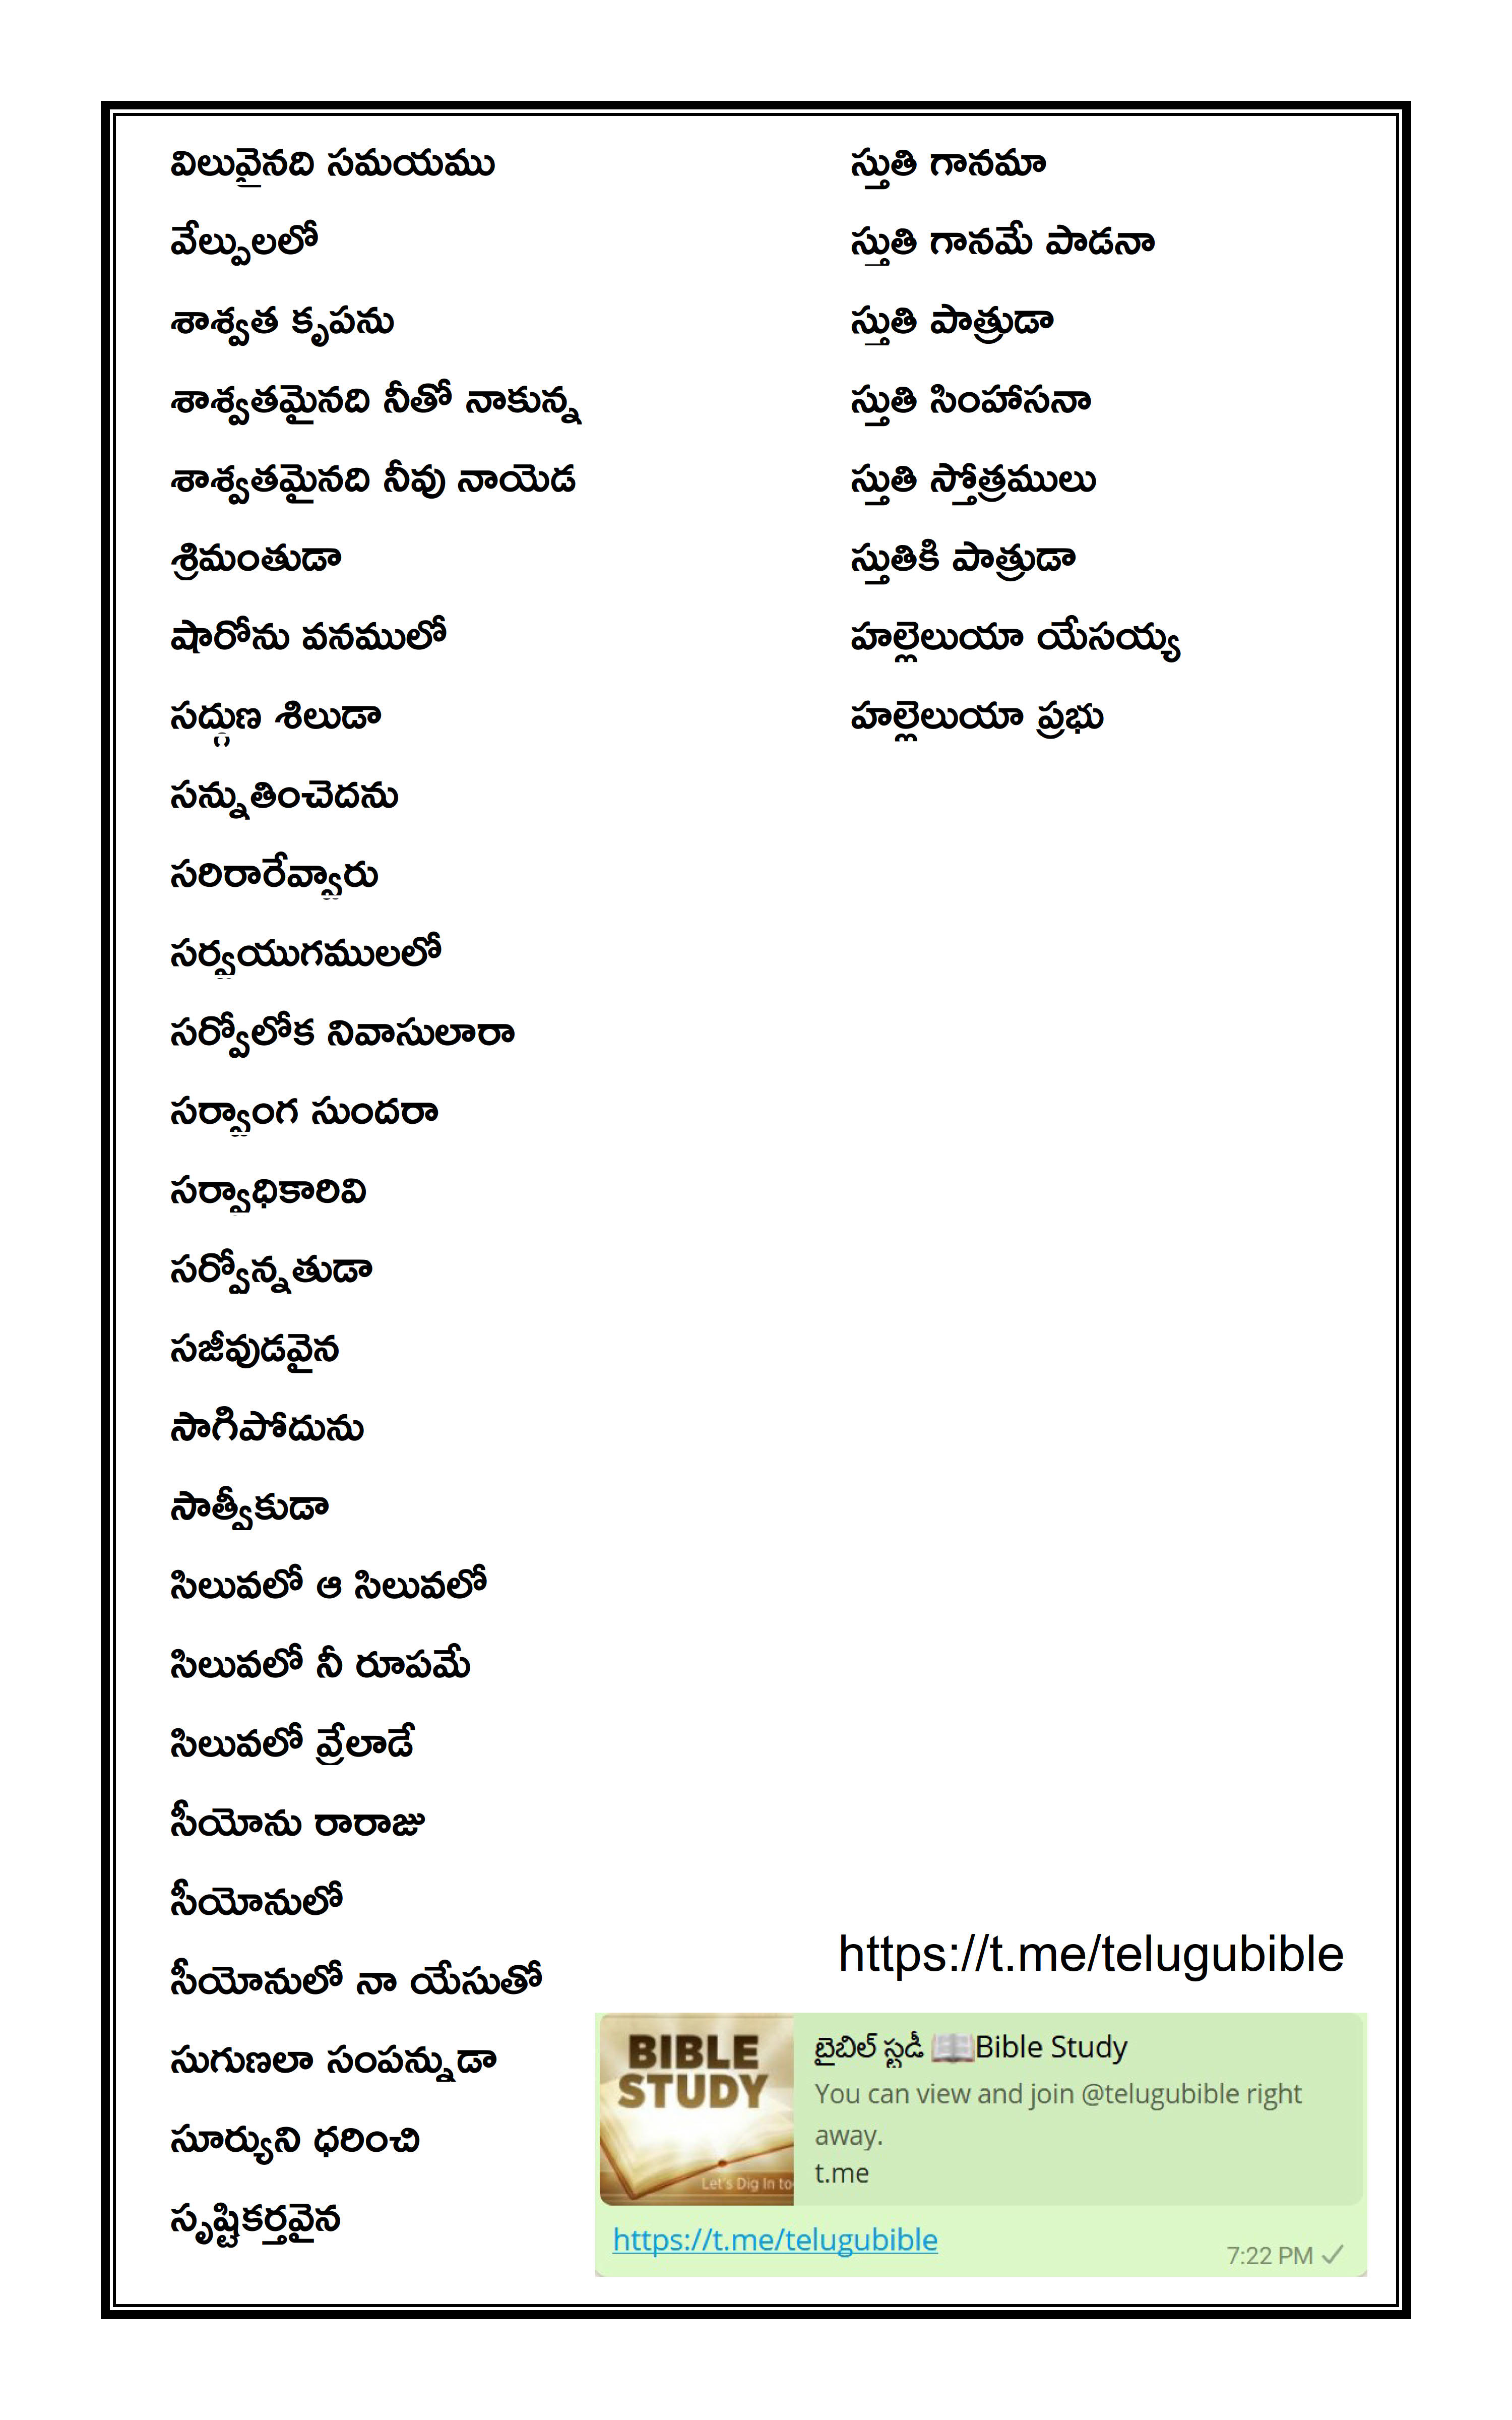 విలువైనది సమయము
వేల్పులలో
శాశ్వత కృపను
శాశ్వతమైనది నీతో నాకున్న
శాశ్వతమైనది నీవు నాయెడ
శ్రిమంతుడా
షారోను వనములో
సద్గుణ శిలుడా
సన్నుతించెదను
సరిరారేవ్వారు
సర్వయుగములలో
సర్వోలోక నివాసులారా
సర్వాంగ సుందరా
సర్వాధికారివి
సర్వోన్నతుడా
సజీవుడవైన
సాగిపోదును
సాత్వీకుడా
సిలువలో ఆ సిలువలో
సిలువలో నీ రూపమే
సిలువలో వ్రేలాడే
సీయోను రారాజు
సీయోనులో
సీయోనులో నా యేసుతో
సుగుణలా సంపన్నుడా
సూర్యుని ధరించి
సృష్టికర్తవైన
స్తుతి గానమా
స్తుతి గానమే పాడనా
స్తుతి పాత్రుడా
స్తుతి సింహాసనా
స్తుతి స్తోత్రములు
స్తుతికి పాత్రుడా
హల్లెలుయా యేసయ్య
హల్లెలుయా ప్రభు
https://t.me/telugubible
BIBLE
STUDY
Let's Dig In to
బైబిల్ స్టడీ 📖Bible Study
You can view and join @telugubible right
away.
t.me
https://t.me/telugubible
7:22 PM ✓